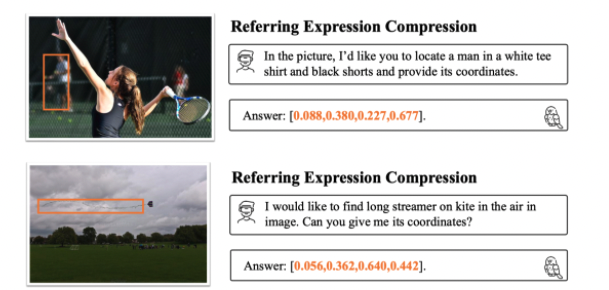 Referring Expression Compression
In the picture, I'd like you to locate a man in a white tee
shirt and black shorts and provide its coordinates.
Answer: [0.088,0.380,0.227,0.677].
Referring Expression Compression
I would like to find long streamer on kite in the air in
image. Can you give me its coordinates?
Answer: [0.056,0.362,0.640,0.442].